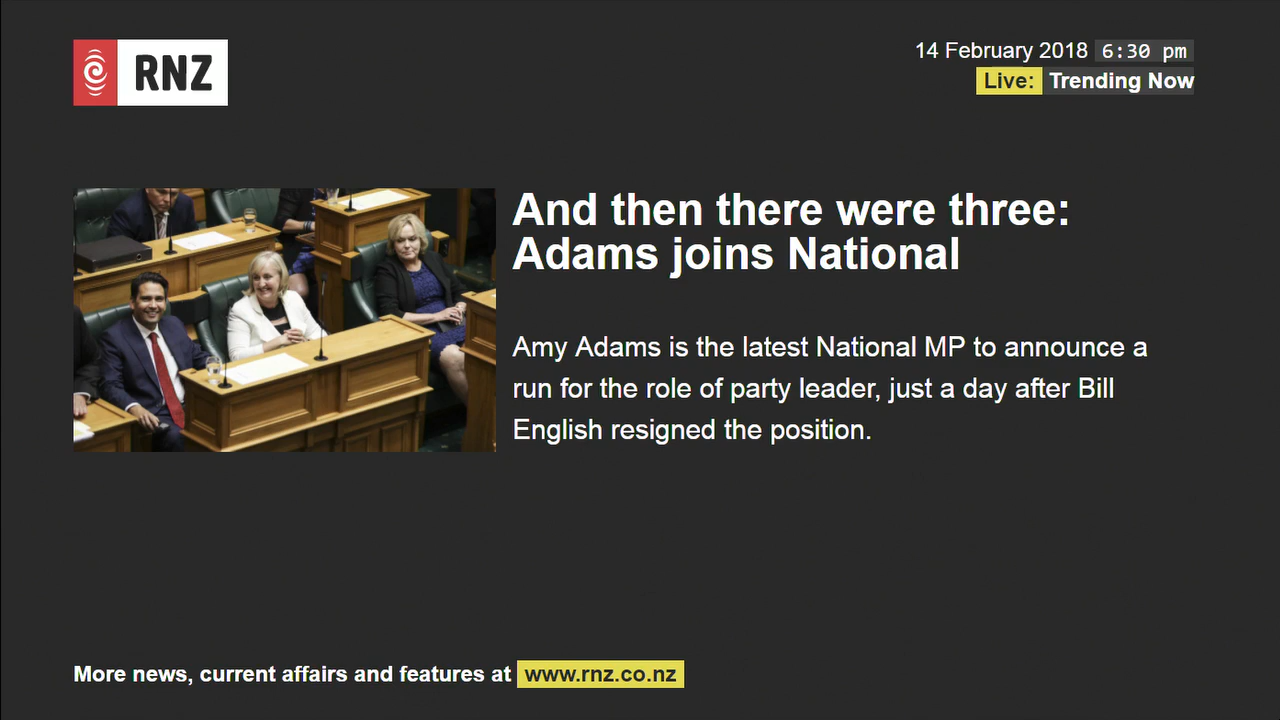 RNZ
14 February 2018 6:30 pm
Live: Trending Now
And then there were three:
Adams joins National
Amy Adams is the latest National MP to announce a
run for the role of party leader, just a day after Bill
English resigned the position.
More news, current affairs and features at www.rnz.co.nz